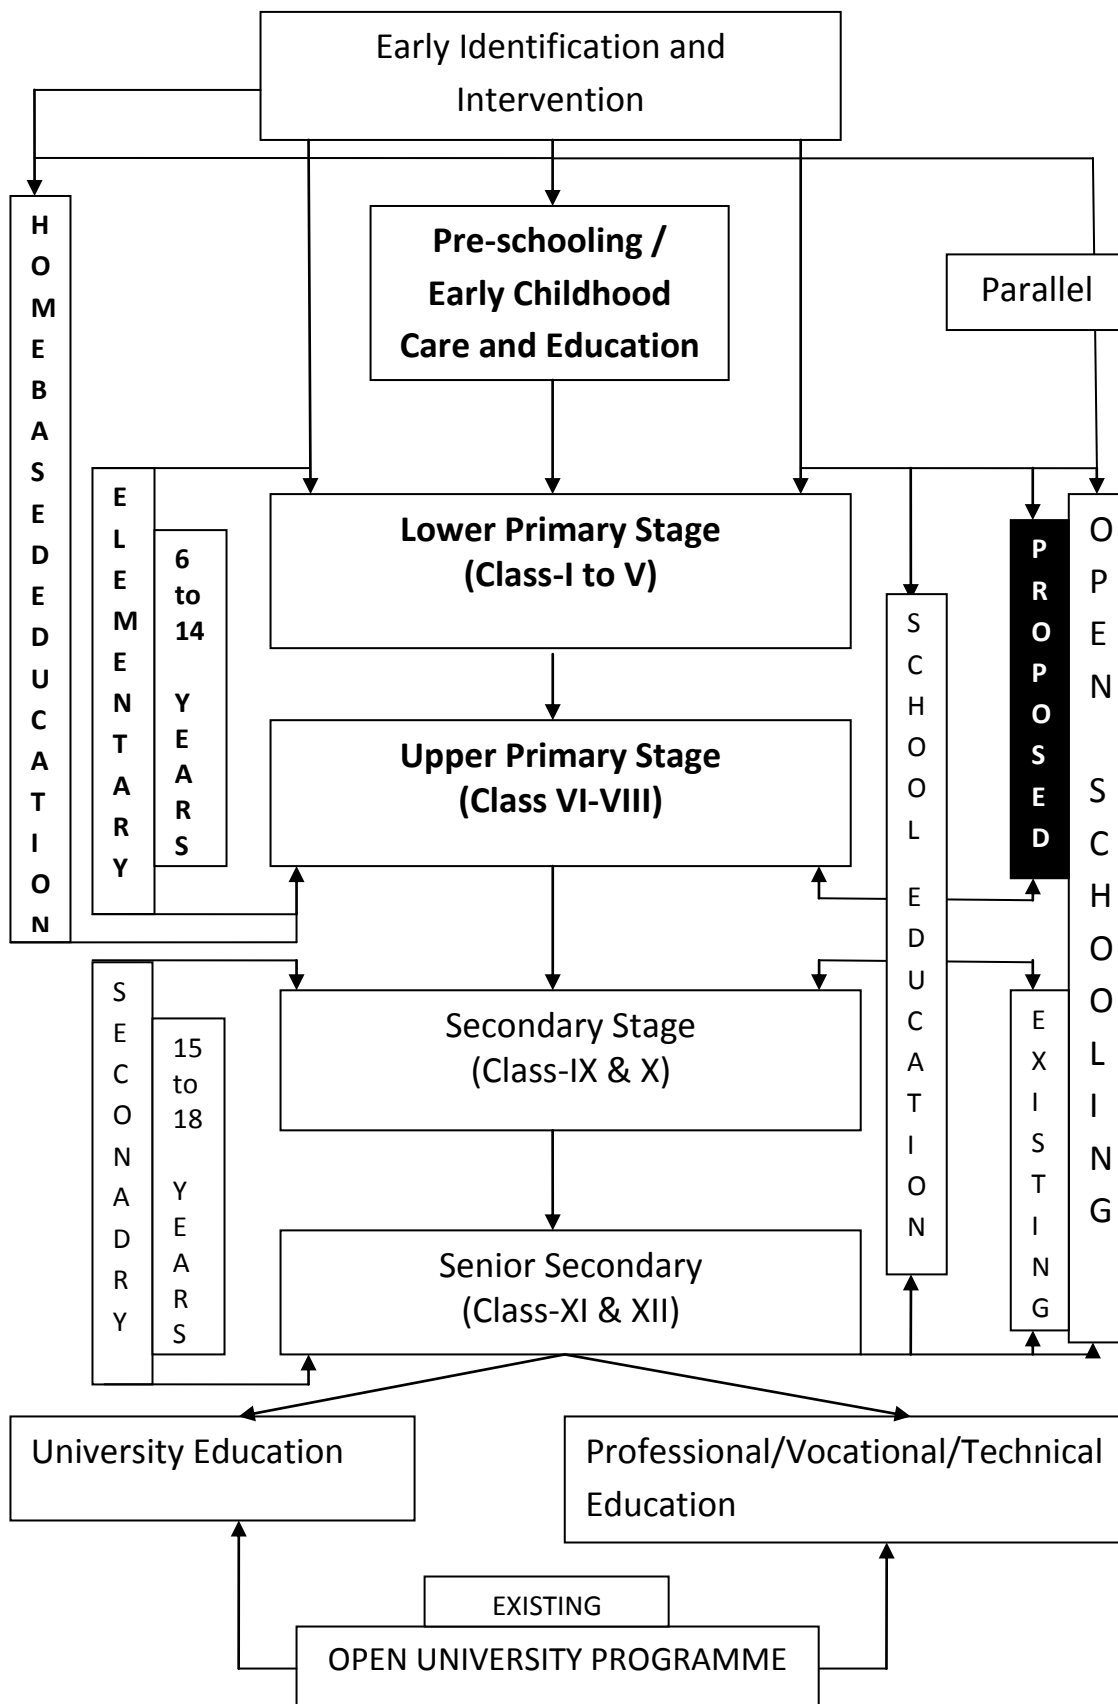 Early Identification and
Intervention
HOMEBASEDEDUCATION
Pre-schooling /
Early Childhood
Care and Education
Parallel
ELEMENTARY
6
to
14
YEARS
Lower Primary Stage
(Class-I to V)
SCHOOL EDUCATION
PROPOSED
OPEN SCHOOLING
Upper Primary Stage
(Class VI-VIII)
SECONADRY
15
to
18
YEARS
Secondary Stage
(Class-IX & X)
EXISTING
Senior Secondary
(Class-XI & XII)
University Education
Professional/Vocational/Technical
Education
EXISTING
OPEN UNIVERSITY PROGRAMME